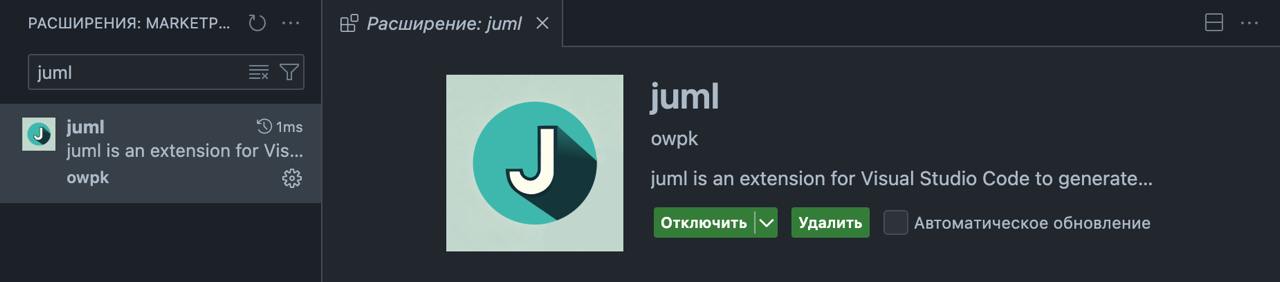 РАСШИРЕНИЯ: MARKETP...
juml
juml
1ms
juml is an extension for Vis...
owpk
Расширение: juml
juml
owpk
juml is an extension for Visual Studio Code to generate...
Отключить
Удалить
Автоматическое обновление